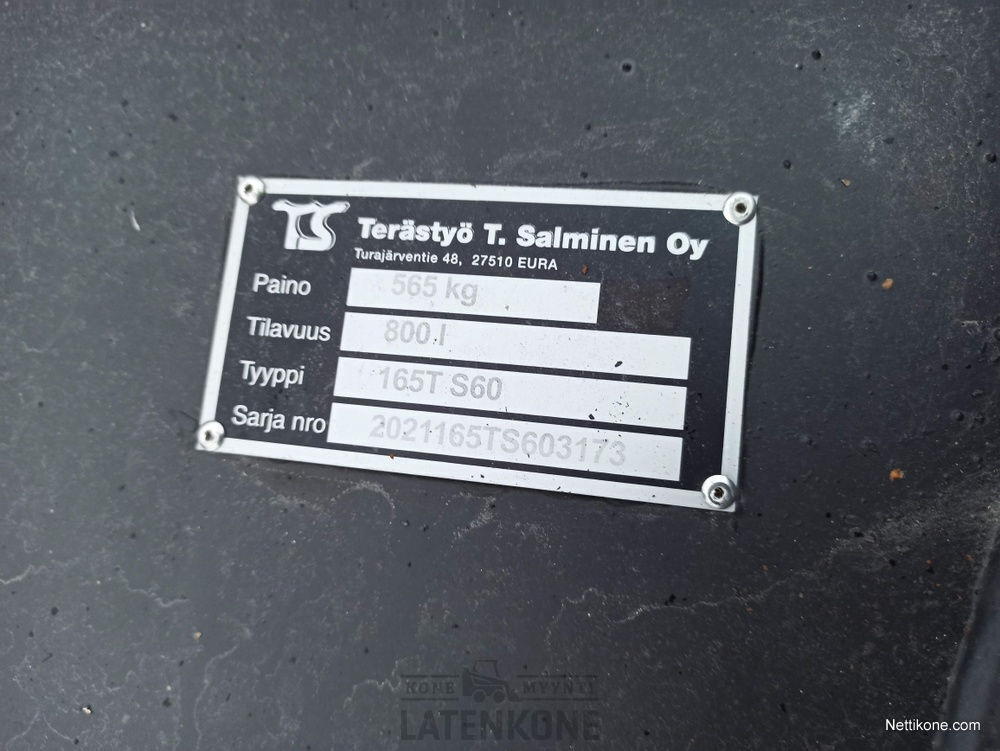 TS Terästyö T. Salminen Oy
Turajärventie 48, 27510 EURA
Paino 565 kg
Tilavuus 800 l
Tyyppi 165T S60
Sarja nro 2021165TS603173
KONE MYYNTI
LATENKONE
Nettikone.com